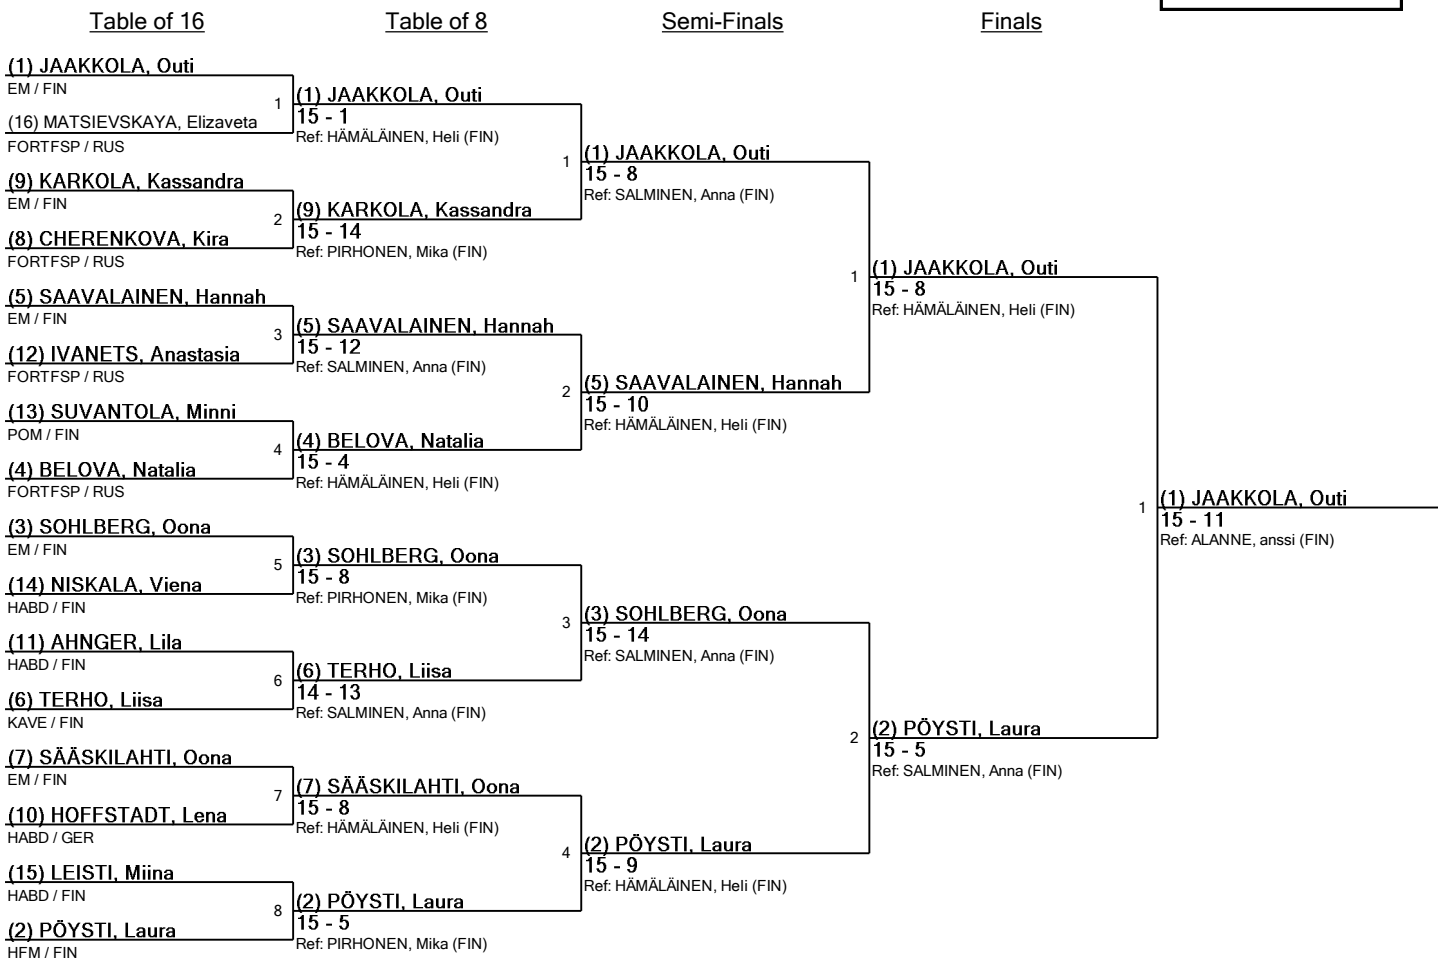 Table of 16
Table of 8
Semi-Finals
Finals
(1) JAAKKOLA, Outi
EM / FIN
(16) MATSIEVSKAYA, Elizaveta
FORTFSP / RUS
(9) KARKOLA, Kassandra
EM / FIN
(8) CHERENKOVA, Kira
FORTFSP / RUS
(5) SAAVALAINEN, Hannah
EM / FIN
(12) IVANETS, Anastasia
FORTFSP / RUS
(13) SUVANTOLA, Minni
POM / FIN
(4) BELOVA, Natalia
FORTFSP / RUS
(3) SOHLBERG, Oona
EM / FIN
(14) NISKALA, Viena
HABD / FIN
(11) AHNGER, Lila
HABD / FIN
(6) TERHO, Liisa
KAVE / FIN
(7) SÄÄSKILAHTI, Oona
EM / FIN
(10) HOFFSTADT, Lena
HABD / GER
(15) LEISTI, Miina
HABD / FIN
(2) PÖYSTI, Laura
HFM / FIN
1
(1) JAAKKOLA, Outi
15 - 1
Ref: HÄMÄLÄINEN, Heli (FIN)
2
(9) KARKOLA, Kassandra
15 - 14
Ref: PIRHONEN, Mika (FIN)
3
(5) SAAVALAINEN, Hannah
15 - 12
Ref: SALMINEN, Anna (FIN)
4
(4) BELOVA, Natalia
15 - 4
Ref: HÄMÄLÄINEN, Heli (FIN)
5
(3) SOHLBERG, Oona
15 - 8
Ref: PIRHONEN, Mika (FIN)
6
(6) TERHO, Liisa
14 - 13
Ref: SALMINEN, Anna (FIN)
7
(7) SÄÄSKILAHTI, Oona
15 - 8
Ref: HÄMÄLÄINEN, Heli (FIN)
8
(2) PÖYSTI, Laura
15 - 5
Ref: PIRHONEN, Mika (FIN)
1
(1) JAAKKOLA, Outi
15 - 8
Ref: SALMINEN, Anna (FIN)
2
(5) SAAVALAINEN, Hannah
15 - 10
Ref: HÄMÄLÄINEN, Heli (FIN)
3
(3) SOHLBERG, Oona
15 - 14
Ref: SALMINEN, Anna (FIN)
4
(2) PÖYSTI, Laura
15 - 9
Ref: HÄMÄLÄINEN, Heli (FIN)
1
(1) JAAKKOLA, Outi
15 - 8
Ref: HÄMÄLÄINEN, Heli (FIN)
2
(2) PÖYSTI, Laura
15 - 5
Ref: SALMINEN, Anna (FIN)
1
(1) JAAKKOLA, Outi
15 - 11
Ref: ALANNE, anssi (FIN)